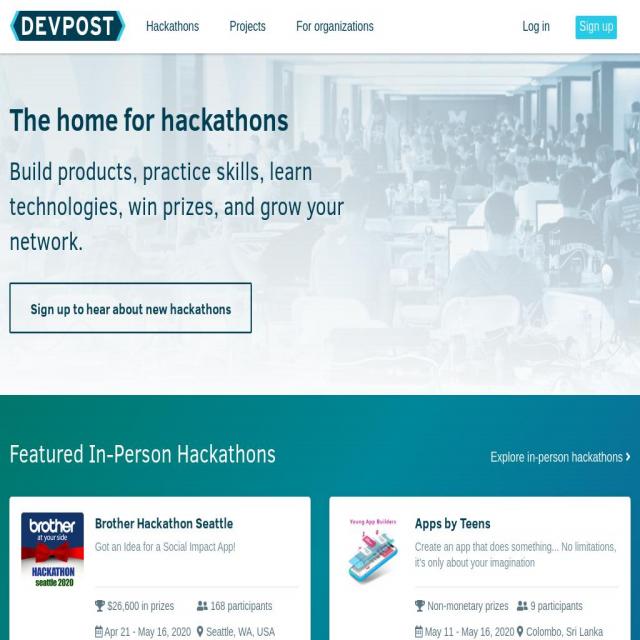 DEVPOST Hackathons Projects For organizations Log in Sign up
The home for hackathons
Build products, practice skills, learn
technologies, win prizes, and grow your
network.
Sign up to hear about new hackathons
Featured In-Person Hackathons
Explore in-person hackathons ›
brother
at your side
HACKATHON
seattle 2020
Brother Hackathon Seattle
Got an Idea for a Social Impact App!
$26,600 in prizes 168 participants
Apr 21 - May 16, 2020 Seattle, WA, USA
Young App Builders
Apps by Teens
Create an app that does something... No limitations,
it's only about your imagination
Non-monetary prizes 9 participants
May 11 - May 16, 2020 Colombo, Sri Lanka